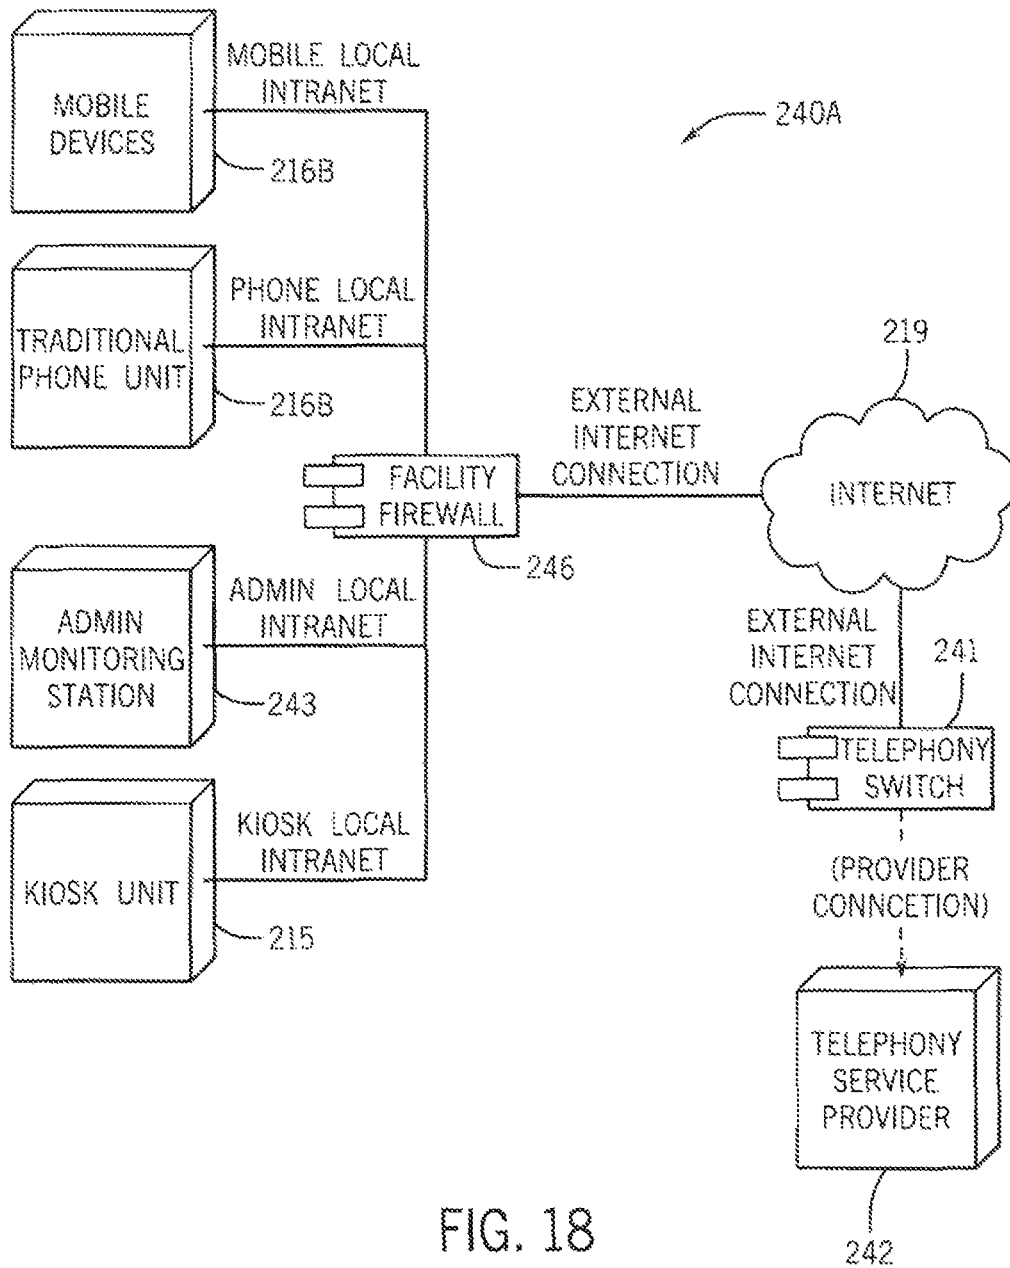 MOBILE LOCAL
INTRANET
MOBILE
DEVICES
216B
240A
PHONE LOCAL
INTRANET
TRADITIONAL
PHONE UNIT
216B
219
EXTERNAL
INTERNET
CONNECTION
INTERNET
FACILITY
FIREWALL
246
ADMIN LOCAL
INTRANET
ADMIN
MONITORING
STATION
243
EXTERNAL
INTERNET
CONNECTION
241
TELEPHONY
SWITCH
KIOSK LOCAL
INTRANET
KIOSK UNIT
215
(PROVIDER
CONNCETION)
TELEPHONY
SERVICE
PROVIDER
242
FIG. 18